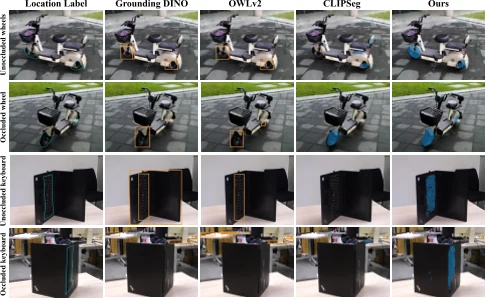 Location Label Grounding DINO OWLv2 CLIPSeg Ours
Unoccluded wheels
Occluded wheel
Unoccluded keyboard
Occluded keyboard